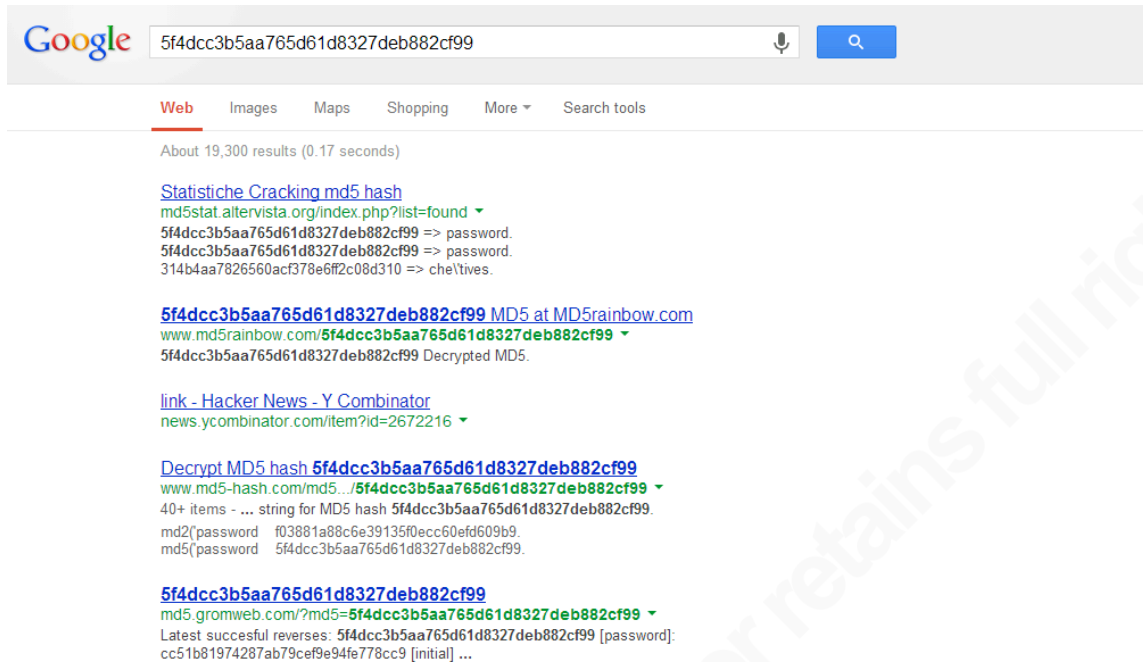 Google 5f4dcc3b5aa765d61d8327deb882cf99
Web Images Maps Shopping More Search tools
About 19,300 results (0.17 seconds)
Statistiche Cracking md5 hash
md5stat.altervista.org/index.php?list=found
5f4dcc3b5aa765d61d8327deb882cf99 => password.
5f4dcc3b5aa765d61d8327deb882cf99 => password.
314b4aa7826560acf378e6ff2c08d310 => che\'tives.
5f4dcc3b5aa765d61d8327deb882cf99 MD5 at MD5rainbow.com
www.md5rainbow.com/5f4dcc3b5aa765d61d8327deb882cf99
5f4dcc3b5aa765d61d8327deb882cf99 Decrypted MD5.
link - Hacker News - Y Combinator
news.ycombinator.com/item?id=2672216
Decrypt MD5 hash 5f4dcc3b5aa765d61d8327deb882cf99
www.md5-hash.com/md5.../5f4dcc3b5aa765d61d8327deb882cf99
40+ items - ... string for MD5 hash 5f4dcc3b5aa765d61d8327deb882cf99.
md2('password f03881a88c6e39135f0ecc60efd609b9.
md5('password 5f4dcc3b5aa765d61d8327deb882cf99.
5f4dcc3b5aa765d61d8327deb882cf99
md5.gromweb.com/?md5=5f4dcc3b5aa765d61d8327deb882cf99
Latest succesful reverses: 5f4dcc3b5aa765d61d8327deb882cf99 [password]:
cc51b81974287ab79cef9e94fe778cc9 [initial] ...
retains full